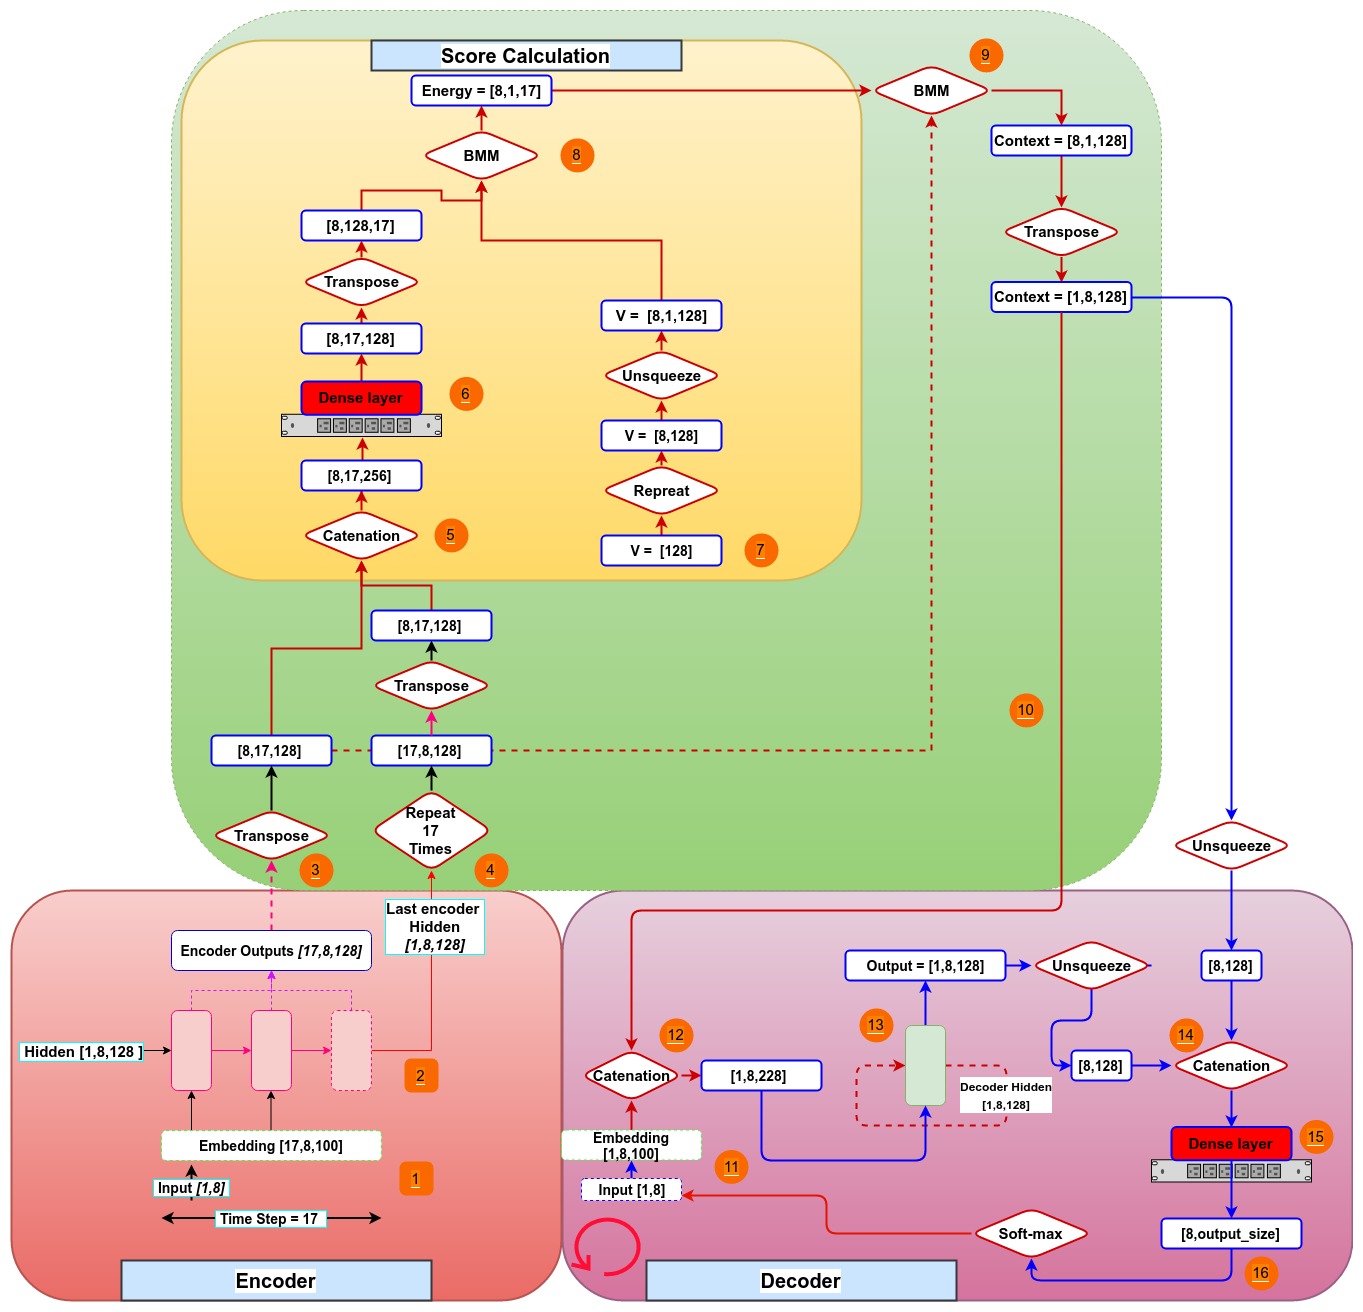 Score Calculation
Energy = [8,1,17]
BMM
8
[8,128,17]
Transpose
[8,17,128]
Dense layer
6
[8,17,256]
Catenation
5
V = [8,1,128]
Unsqueeze
V = [8,128]
Repreat
V = [128]
7
9
BMM
Context = [8,1,128]
Transpose
Context = [1,8,128]
10
[8,17,128]
Transpose
[8,17,128]
[17,8,128]
Transpose
3
Repeat
17
Times
4
Last encoder
Hidden
[1,8,128]
Encoder Outputs [17,8,128]
Hidden [1,8,128 ]
2
Embedding [17,8,100]
1
Input [1,8]
Time Step = 17
Encoder
Unsqueeze
[8,128]
Output = [1,8,128]
Unsqueeze
13
12
14
Catenation
[1,8,228]
Decoder Hidden
[1,8,128]
[8,128]
Catenation
Embedding
[1,8,100]
11
Input [1,8]
Dense layer
15
[8,output_size]
Soft-max
16
Decoder